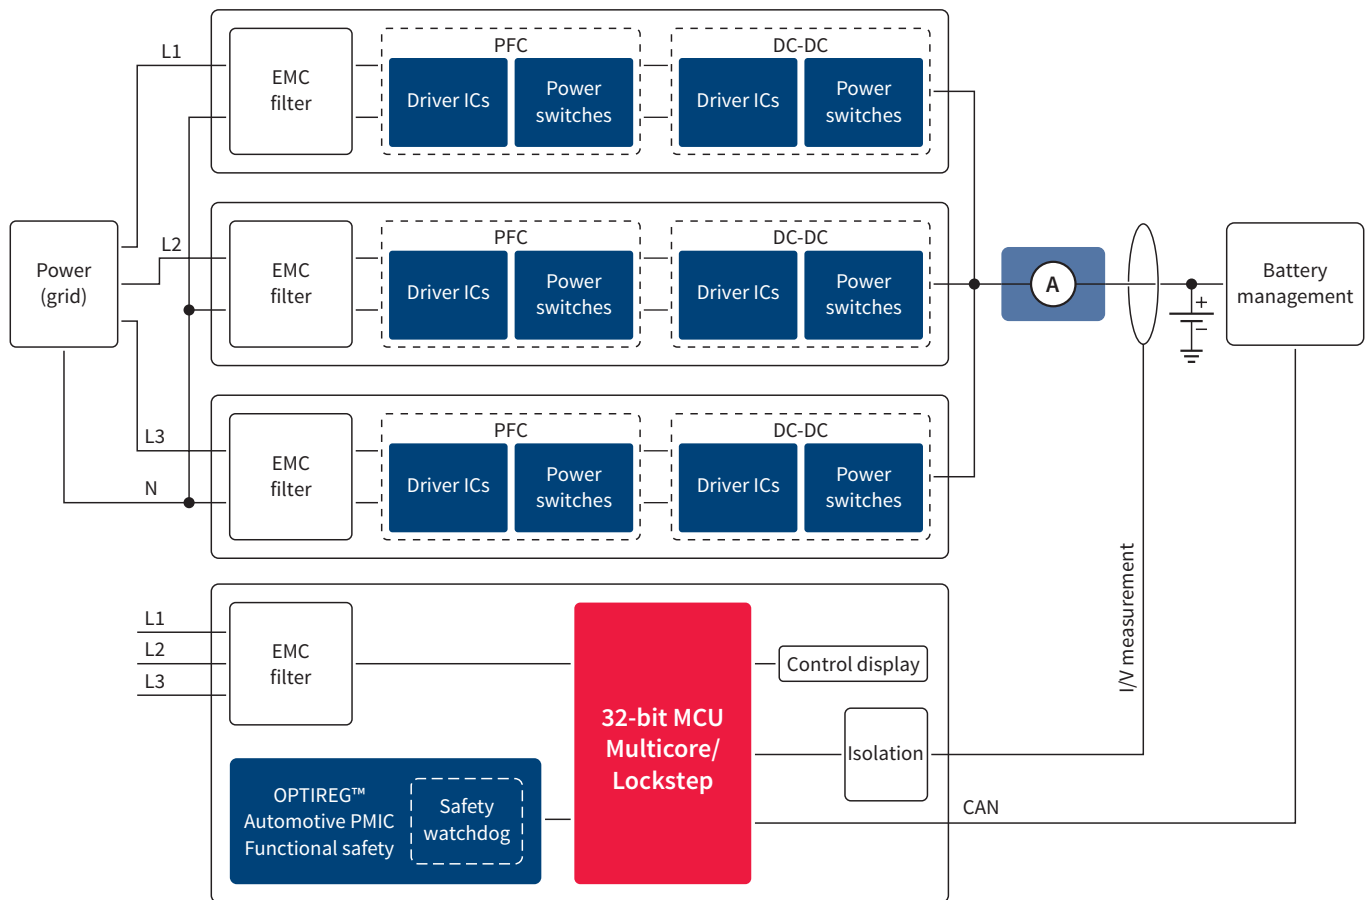 L1
EMC
filter
PFC
Driver ICs
Power
switches
DC-DC
Driver ICs
Power
switches
Power
(grid)
L2
EMC
filter
PFC
Driver ICs
Power
switches
DC-DC
Driver ICs
Power
switches
A
+
−
Battery
management
L3
N
EMC
filter
PFC
Driver ICs
Power
switches
DC-DC
Driver ICs
Power
switches
I/V measurement
L1
L2
L3
EMC
filter
32-bit MCU
Multicore/
Lockstep
Control display
Isolation
CAN
OPTIREG™
Automotive PMIC
Functional safety
Safety
watchdog